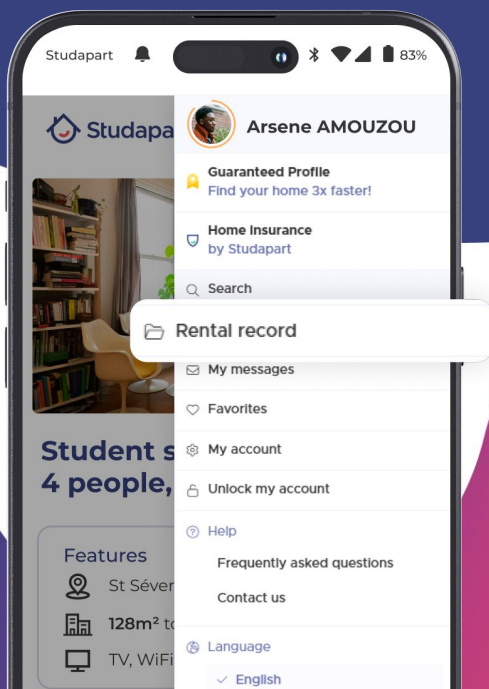 Studapart
83%
Studapa
Arsene AMOUZOU
Guaranteed Profile
Find your home 3x faster!
Home Insurance
by Studapart
Search
Rental record
My messages
Favorites
My account
Unlock my account
Help
Frequently asked questions
Contact us
Language
English
Student s
4 people,
Features
St Séver
128m² to
TV, WiFi